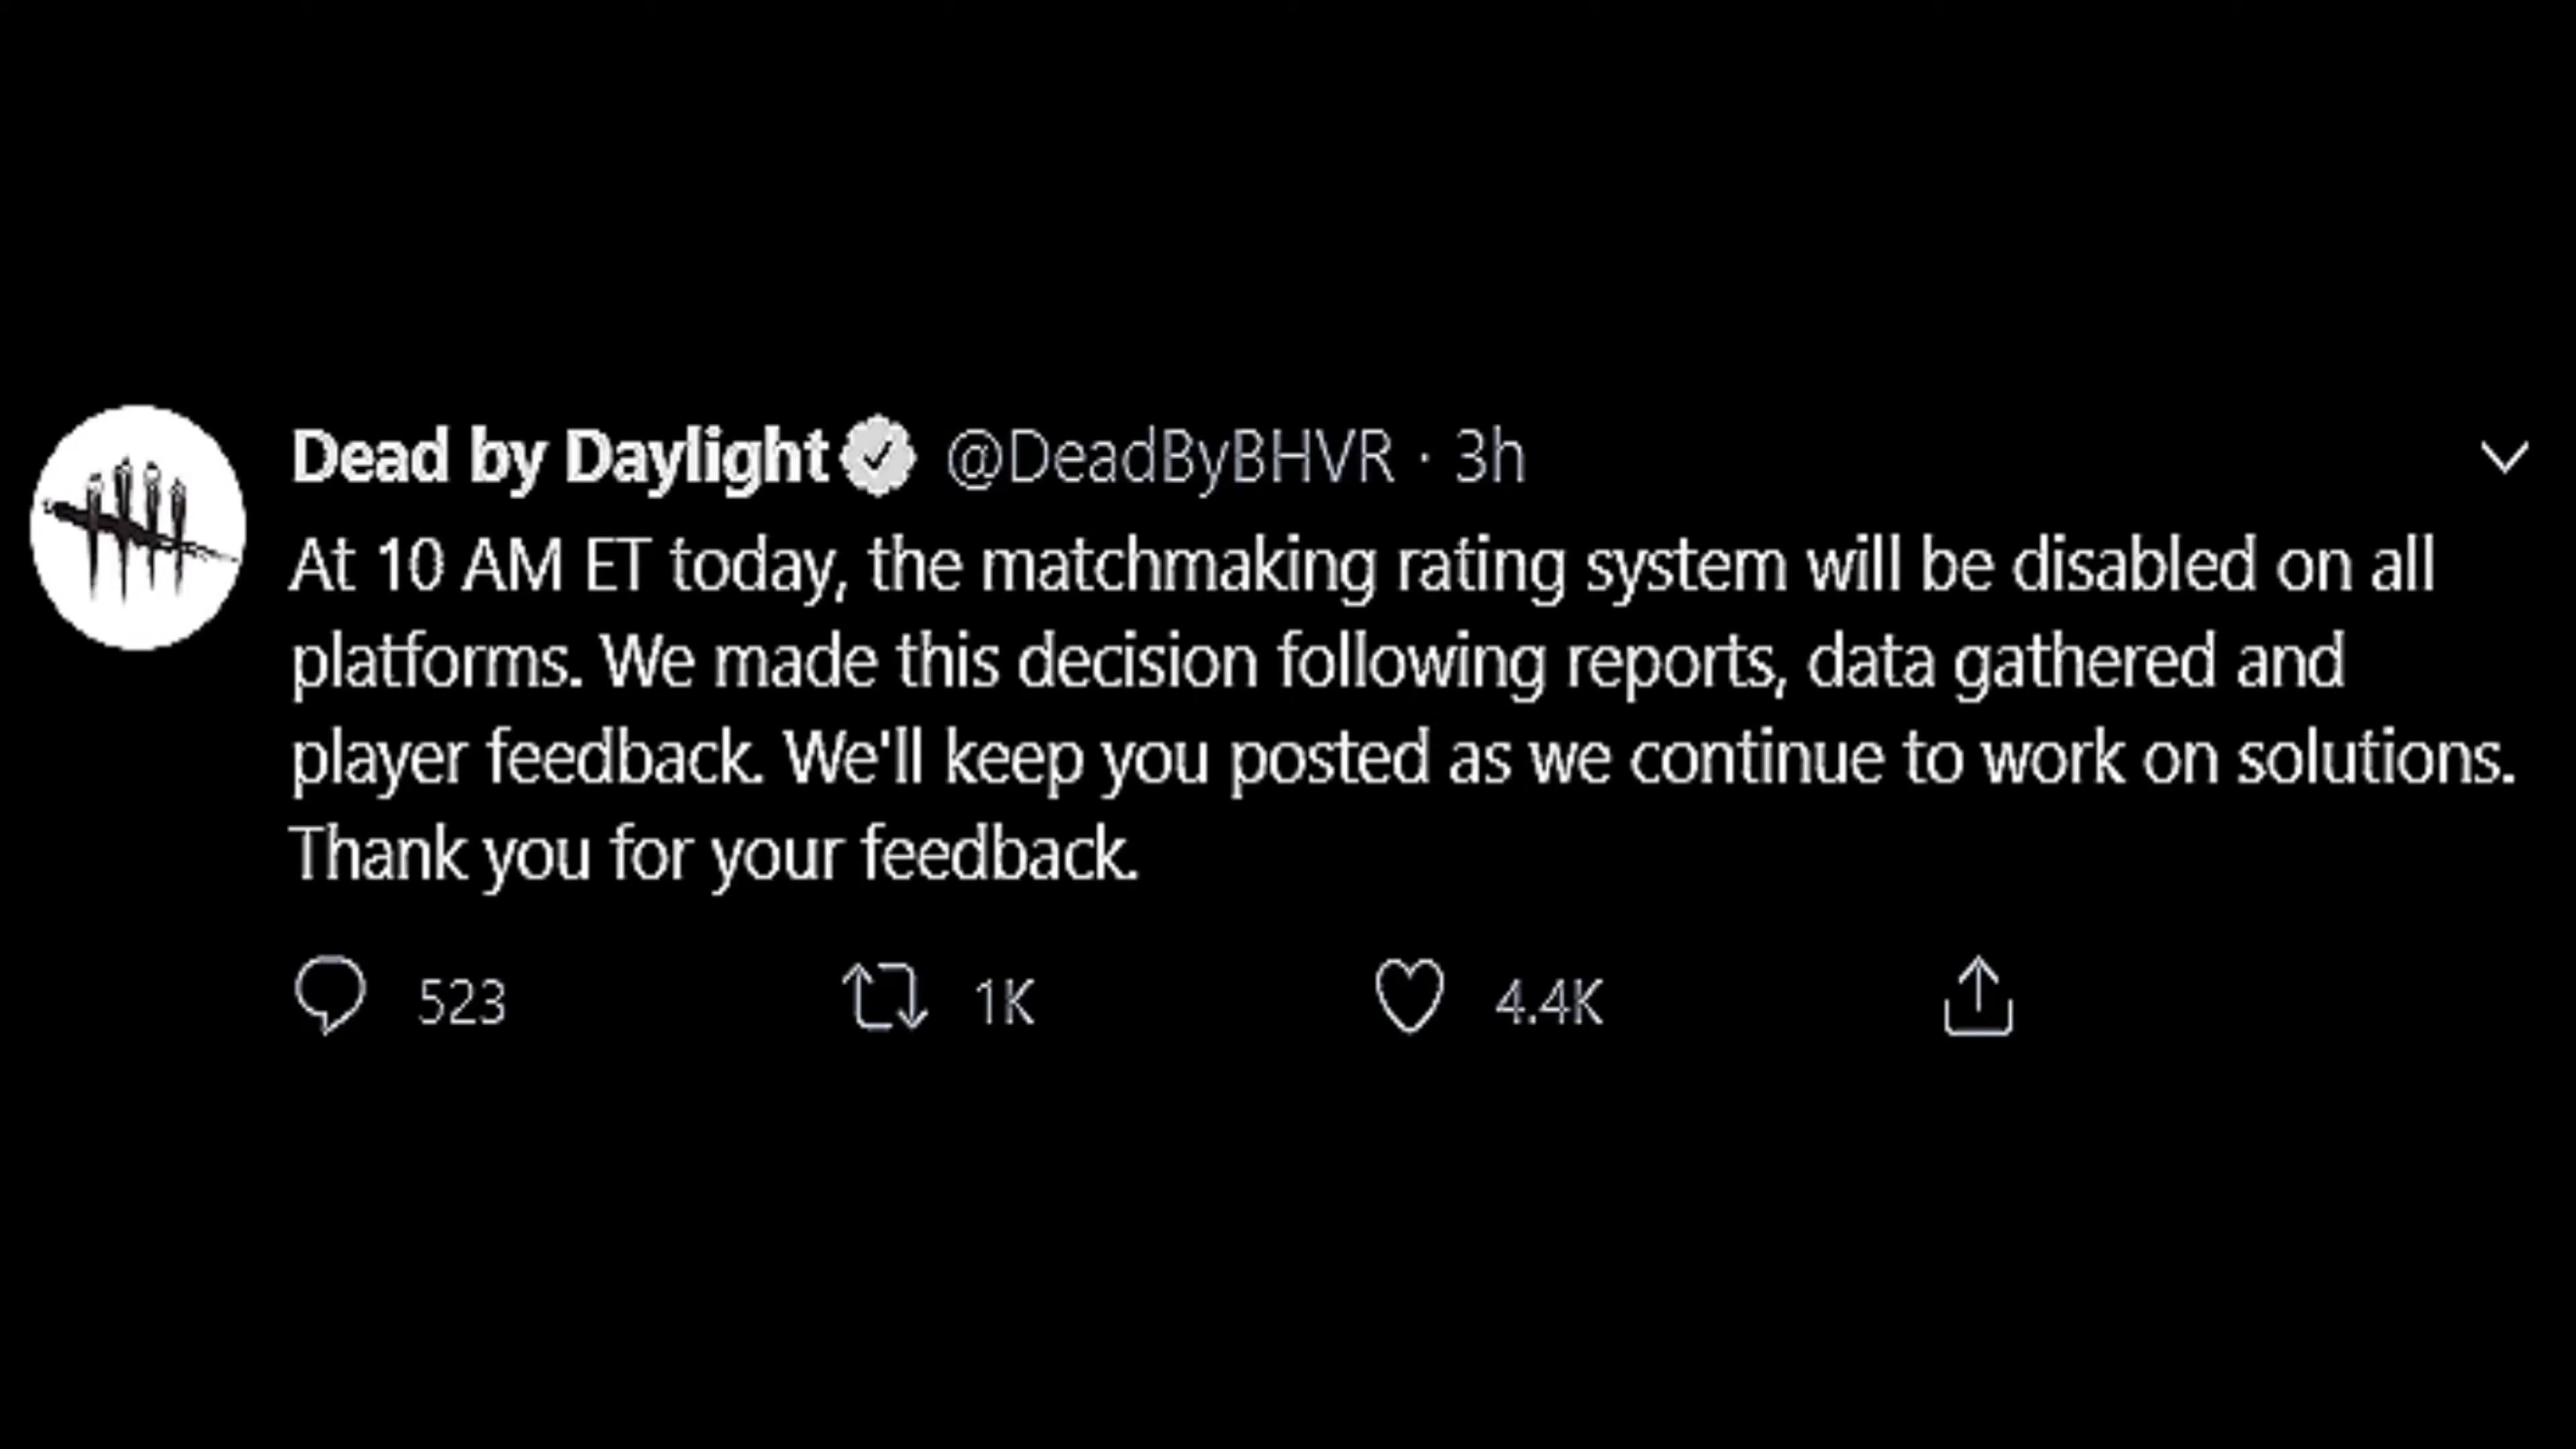 Dead by Daylight @DeadByBHVR · 3h
At 10 AM ET today, the matchmaking rating system will be disabled on all
platforms. We made this decision following reports, data gathered and
player feedback. We'll keep you posted as we continue to work on solutions.
Thank you for your feedback.
523 1K 4.4K